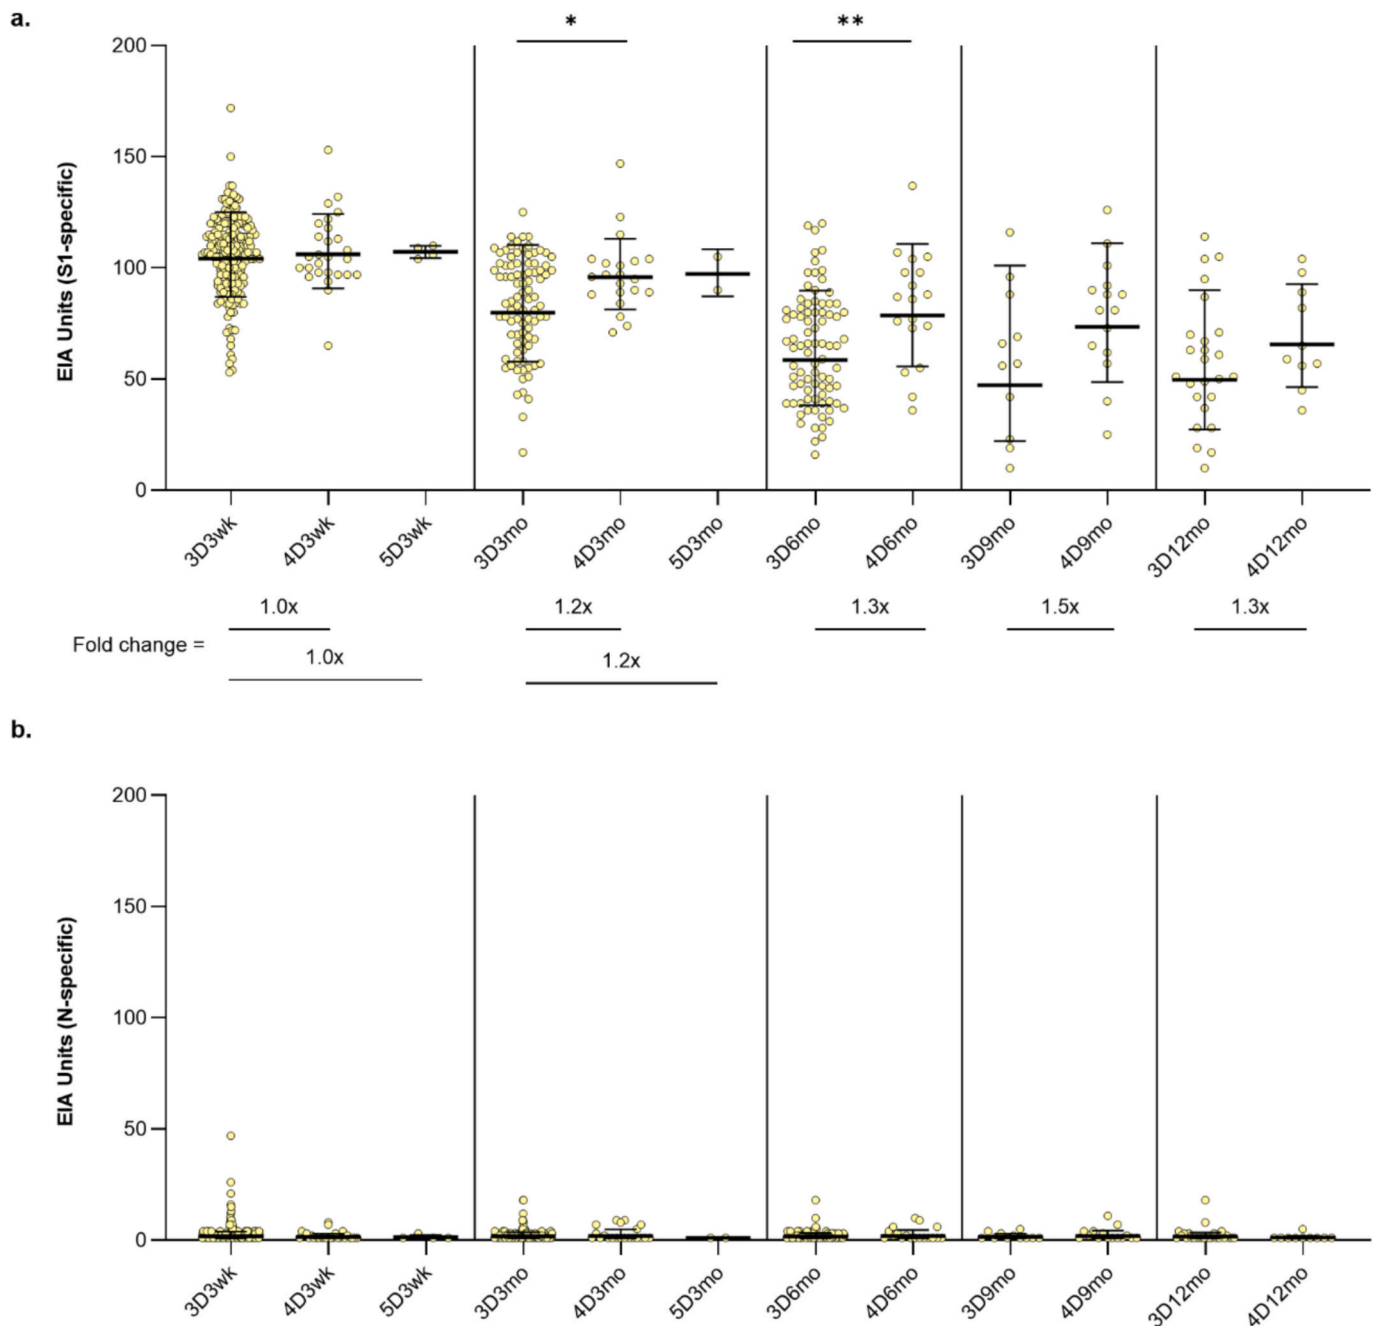 a.
* **
EIA Units (S1-specific)
200
150
100
50
0
3D3wk 4D3wk 5D3wk 3D3mo 4D3mo 5D3mo 3D6mo 4D6mo 3D9mo 4D9mo 3D12mo 4D12mo
1.0x 1.2x 1.3x 1.5x 1.3x
Fold change =
1.0x 1.2x
b.
EIA Units (N-specific)
200
150
100
50
0
3D3wk 4D3wk 5D3wk 3D3mo 4D3mo 5D3mo 3D6mo 4D6mo 3D9mo 4D9mo 3D12mo 4D12mo